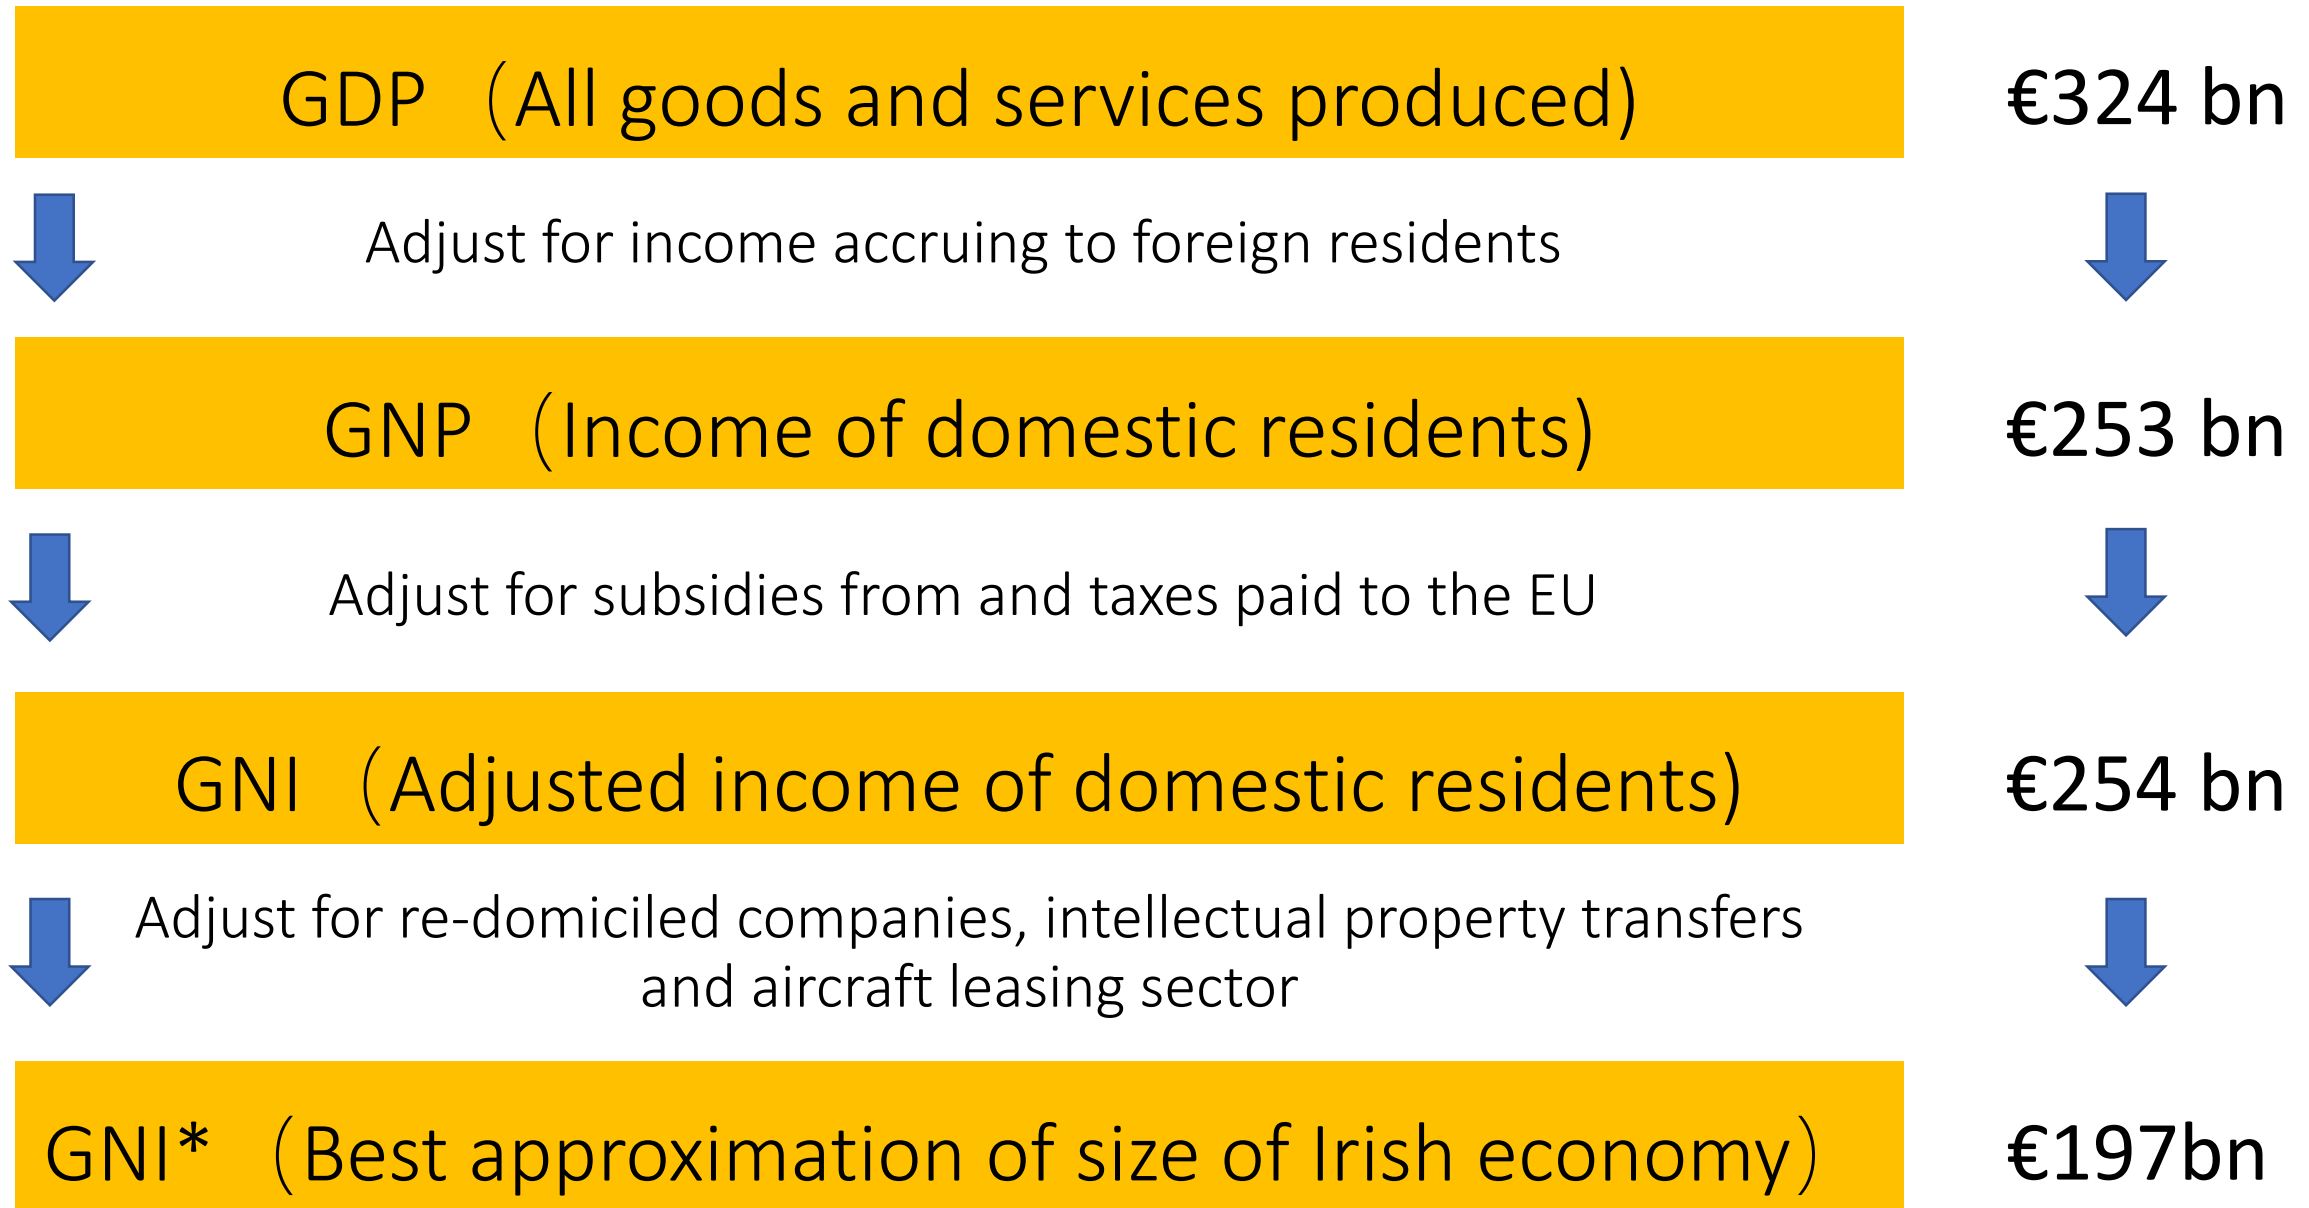 GDP （All goods and services produced)
€324 bn
Adjust for income accruing to foreign residents
GNP （Income of domestic residents)
€253 bn
Adjust for subsidies from and taxes paid to the EU
GNI （Adjusted income of domestic residents)
€254 bn
Adjust for re-domiciled companies, intellectual property transfers
and aircraft leasing sector
GNI* （Best approximation of size of Irish economy）
€197bn